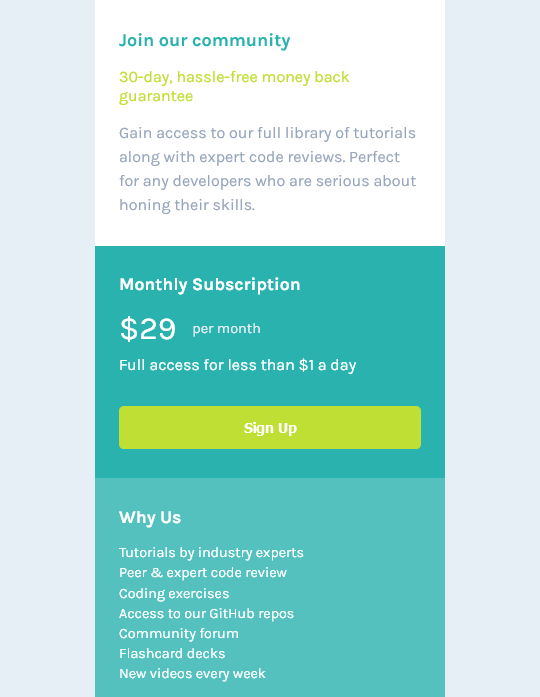 Join our community
30-day, hassle-free money back
guarantee
Gain access to our full library of tutorials
along with expert code reviews. Perfect
for any developers who are serious about
honing their skills.
Monthly Subscription
$29 per month
Full access for less than $1 a day
Sign Up
Why Us
Tutorials by industry experts
Peer & expert code review
Coding exercises
Access to our GitHub repos
Community forum
Flashcard decks
New videos every week